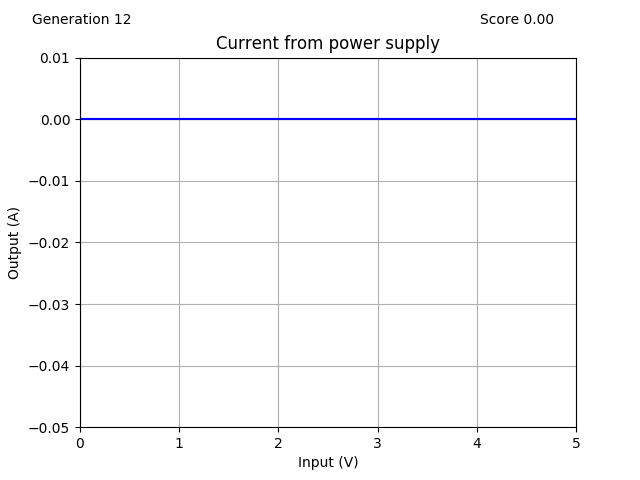 Generation 12
Score 0.00
Current from power supply
0.01
0.00
−0.01
−0.02
−0.03
−0.04
−0.05
Output (A)
0 1 2 3 4 5
Input (V)